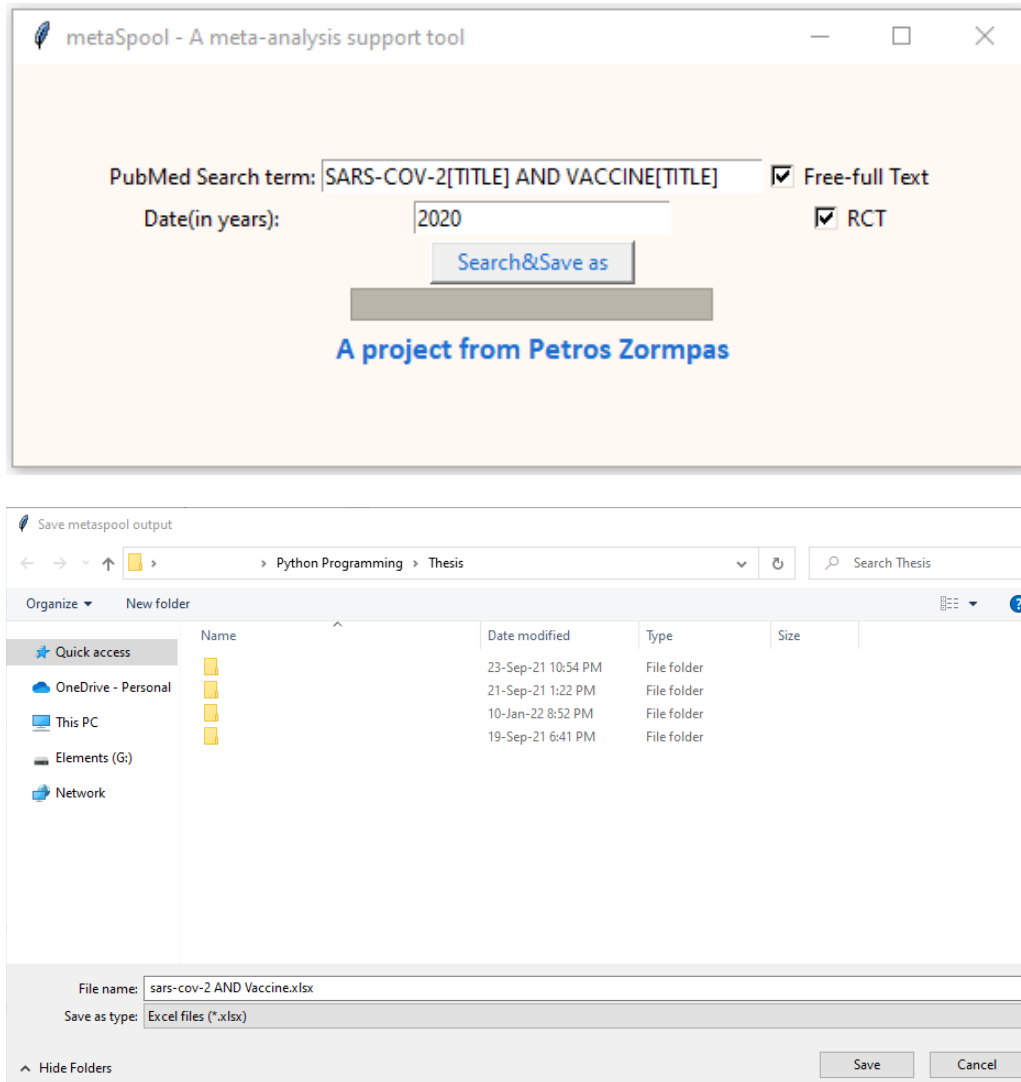 metaSpool - A meta-analysis support tool
PubMed Search term: SARS-COV-2[TITLE] AND VACCINE[TITLE] Free-full Text
Date(in years): 2020 RCT
Search&Save as
A project from Petros Zormpas
Save metaspool output
Python Programming › Thesis Search Thesis
Organize New folder ?
Name Date modified Type Size
Quick access
23-Sep-21 10:54 PM File folder
OneDrive - Personal 21-Sep-21 1:22 PM File folder
This PC 10-Jan-22 8:52 PM File folder
19-Sep-21 6:41 PM File folder
Elements (G:)
Network
File name: sars-cov-2 AND Vaccine.xlsx
Save as type: Excel files (*.xlsx)
Hide Folders Save Cancel